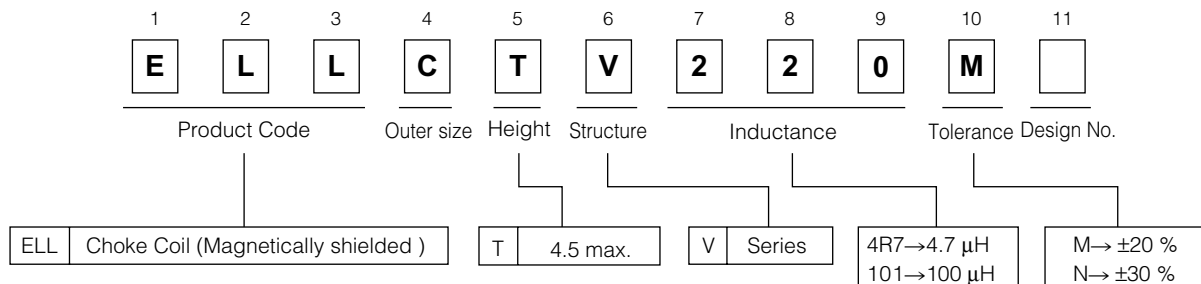 1 2 3 4 5 6 7 8 9 10 11
E L L C T V 2 2 0 M
Product Code Outer size Height Structure Inductance Tolerance Design No.
ELL Choke Coil (Magnetically shielded ) T 4.5 max. V Series 4R7→4.7 µH M→ ±20 %
101→100 µH N→ ±30 %